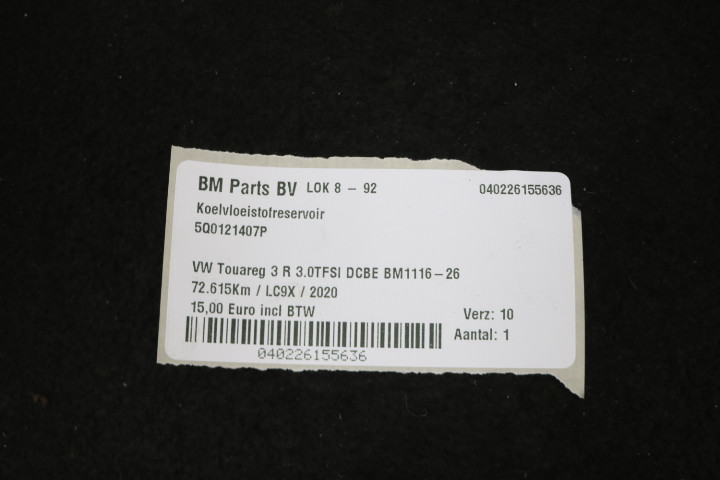 BM Parts BV LOK 8 - 92 040226155636
Koelvloeistofreservoir
5Q0121407P
VW Touareg 3 R 3.0TFSI DCBE BM1116-26
72.615Km / LC9X / 2020
15,00 Euro incl BTW Verz: 10
Aantal: 1
040226155636